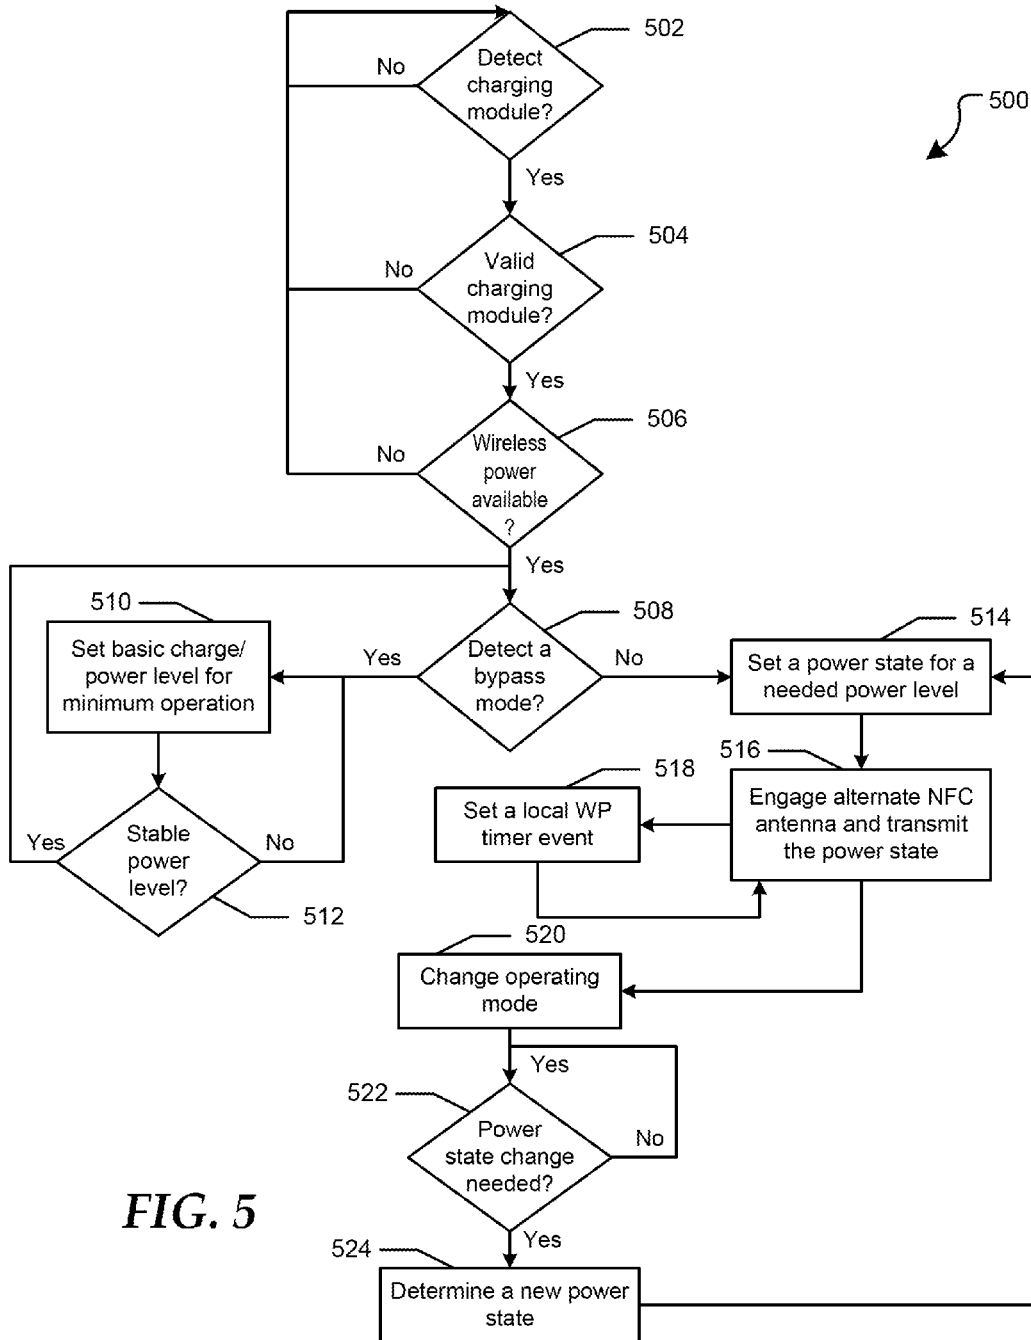 502
Detect
charging
module?
No
500
Yes
504
Valid
charging
module?
No
Yes
506
Wireless
power
available
?
No
Yes
510
508
514
Set basic charge/
power level for
minimum operation
Yes
Detect a
bypass
mode?
No
Set a power state for a
needed power level
516
518
Engage alternate NFC
antenna and transmit
the power state
Set a local WP
timer event
Yes
Stable
power
level?
No
512
520
Change operating
mode
Yes
522
Power
state change
needed?
No
FIG. 5
Yes
524
Determine a new power
state